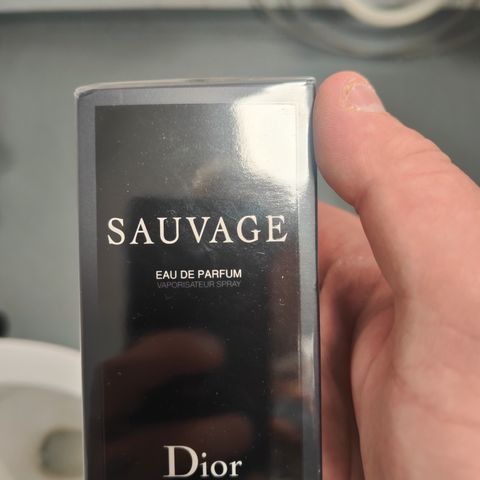 SAUVAGE
EAU DE PARFUM
VAPORISATEUR SPRAY
Dior